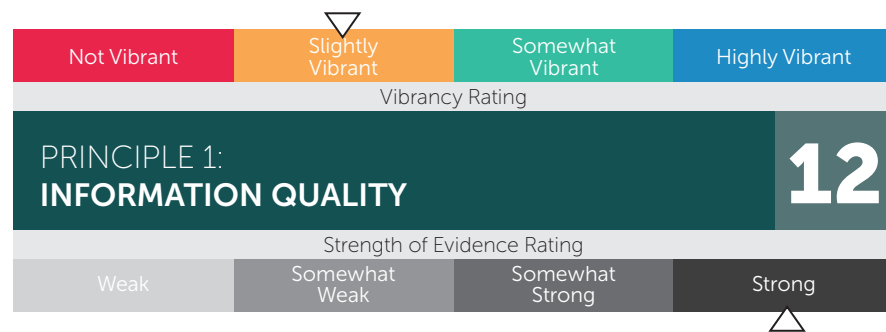 Not Vibrant
Slightly
Vibrant
Somewhat
Vibrant
Highly Vibrant
Vibrancy Rating
PRINCIPLE 1:
INFORMATION QUALITY
12
Strength of Evidence Rating
Weak
Somewhat
Weak
Somewhat
Strong
Strong